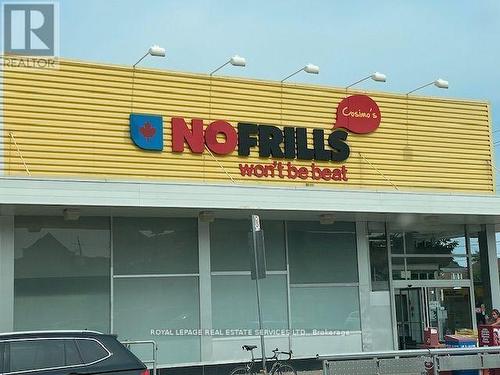 R
REALTOR
NOFRILLS
Cosimo's
won't be beat
ROYAL LEPAGE REAL ESTATE SERVICES LTD., Brokerage